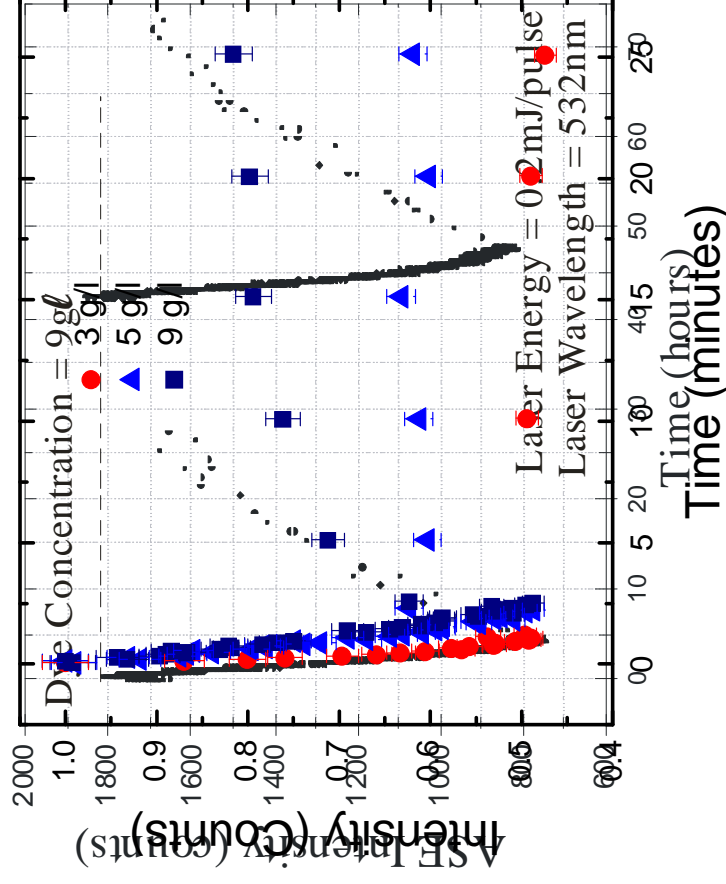 Dye Concentration = 9gℓ
3 g/l
5 g/l
9 g/l
Laser Energy = 0.2mJ/pulse
Laser Wavelength = 532nm
2000
1800
1600
1400
1200
1000
800
600
1.0
0.9
0.8
0.7
0.6
0.5
0.4
ASE Intensity (counts)
Intensity (Counts)
0
10
20
40
50
60
0
5
10
15
20
25
Time (hours)
Time (minutes)